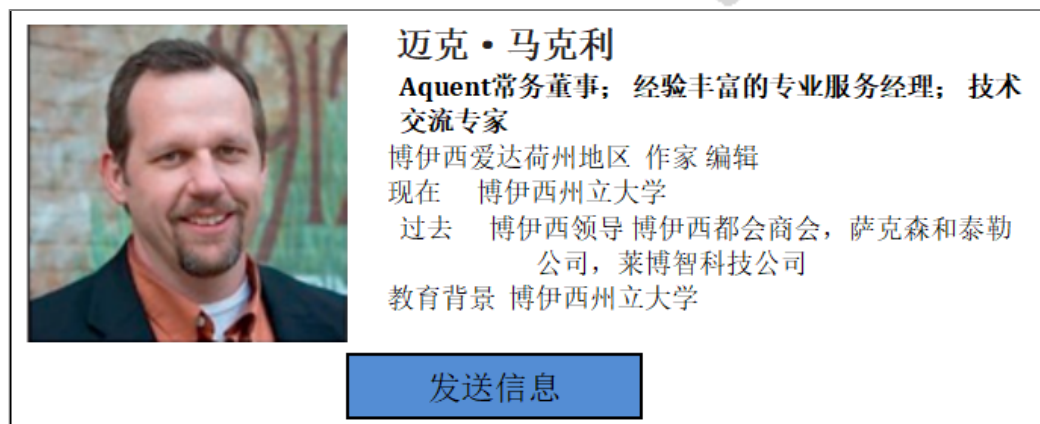 迈克·马克利
Aquent常务董事； 经验丰富的专业服务经理； 技术
交流专家
博伊西爱达荷州地区 作家 编辑
现在 博伊西州立大学
过去 博伊西领导 博伊西都会商会，萨克森和泰勒
公司，莱博智科技公司
教育背景 博伊西州立大学
发送信息